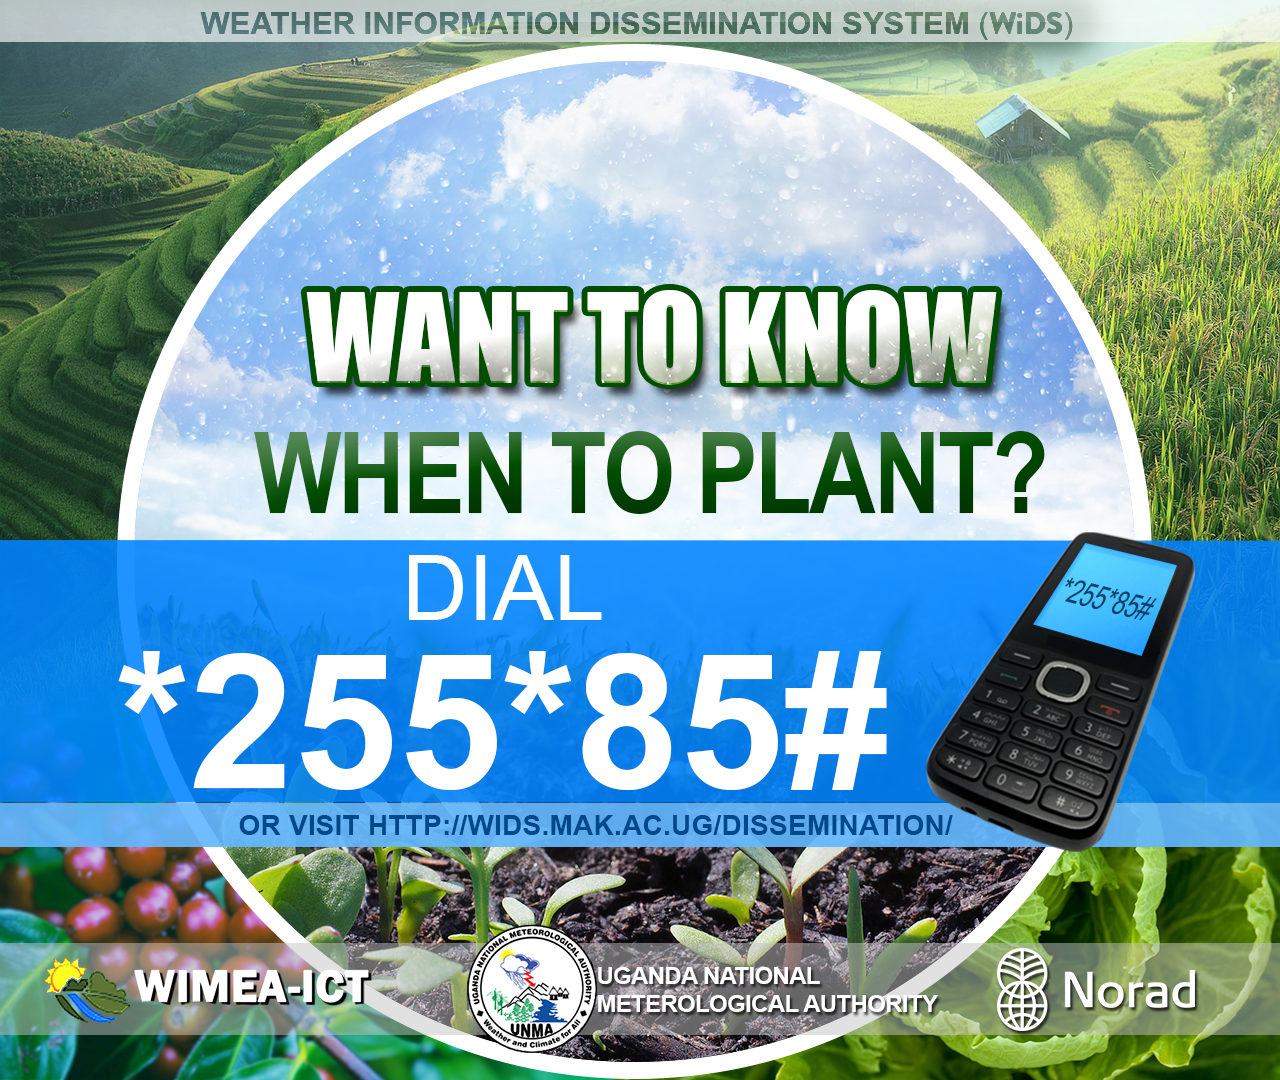 WEATHER INFORMATION DISSEMINATION SYSTEM (WiDS)
WANT TO KNOW
WHEN TO PLANT?
DIAL
*255*85#
*255*85#
OR VISIT HTTP://WIDS.MAK.AC.UG/DISSEMINATION/
WIMEA-ICT
UGANDA NATIONAL METEOROLOGICAL AUTHORITY
UNMA
Weather and Climate for All
UGANDA NATIONAL
METEROLOGICAL AUTHORITY
Norad